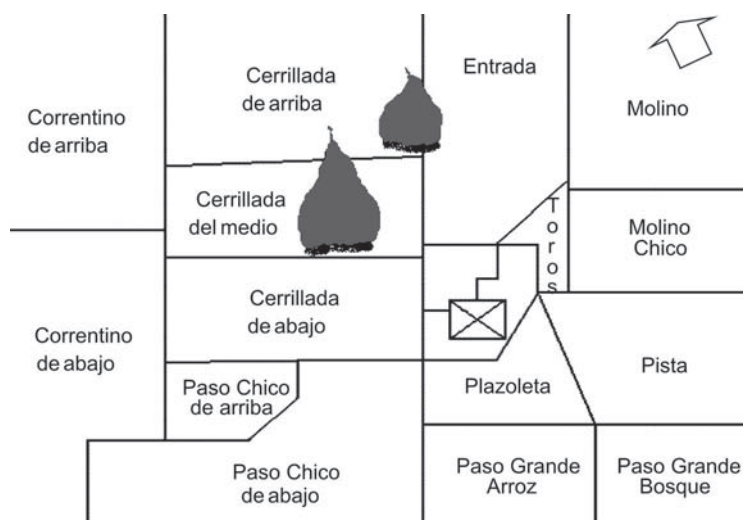 Correntino
de arriba
Cerrillada
de arriba
Entrada
Molino
Cerrillada
del medio
Toros
Molino
Chico
Correntino
de abajo
Cerrillada
de abajo
Paso Chico
de arriba
Plazoleta
Pista
Paso Chico
de abajo
Paso Grande
Arroz
Paso Grande
Bosque